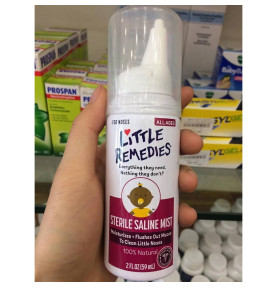 FOR NOSES
ALL AGES
LiTTLE
REMEDIES
Everything they need.
Nothing they don't.®
STERILE SALINE MIST
Moisturizes + Flushes Out Mucus
To Clean Little Noses
100% Natural
2 FL OZ (59 mL)
PROSPAN
PROSPAN